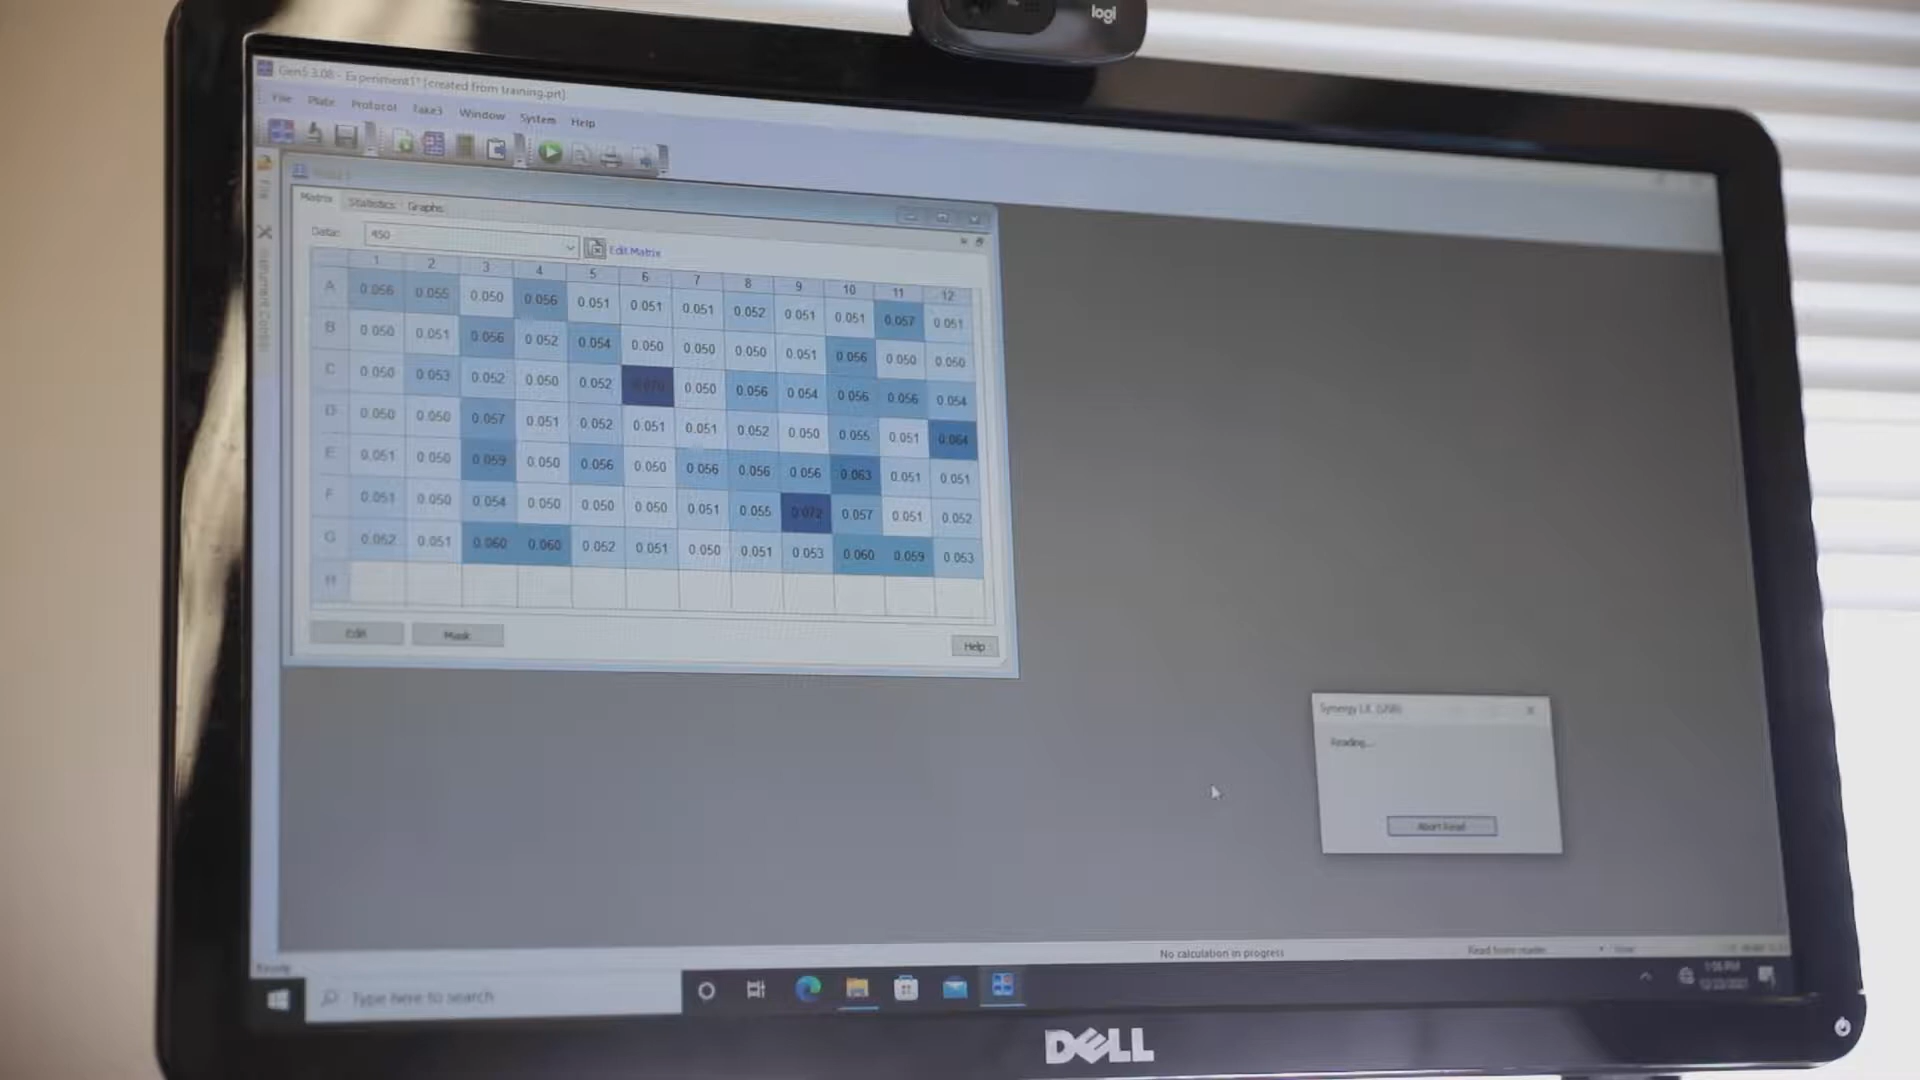 logi
Gen5 3.08 - Experiment1* [created from training.prt]
File Plate Protocol Take3 Window System Help
Matrix Statistics Graphs
Data: 450 Edit Matrix
1 2 3 4 5 6 7 8 9 10 11 12
A 0.056 0.055 0.050 0.056 0.051 0.051 0.051 0.052 0.051 0.051 0.057 0.051
B 0.050 0.051 0.056 0.052 0.054 0.050 0.050 0.050 0.051 0.056 0.050 0.050
C 0.050 0.053 0.052 0.050 0.052 0.050 0.056 0.054 0.056 0.056 0.054
D 0.050 0.050 0.057 0.051 0.052 0.051 0.051 0.052 0.050 0.055 0.051 0.064
E 0.051 0.050 0.059 0.050 0.056 0.050 0.056 0.056 0.056 0.063 0.051 0.051
F 0.051 0.050 0.054 0.050 0.050 0.050 0.051 0.055 0.072 0.057 0.051 0.052
G 0.052 0.051 0.060 0.060 0.052 0.051 0.050 0.051 0.053 0.060 0.059 0.053
H
Edit Mask Help
Synergy LX (USB)
Reading...
Abort Read
No calculation in progress
Ready
Type here to search
1:06 PM
DELL